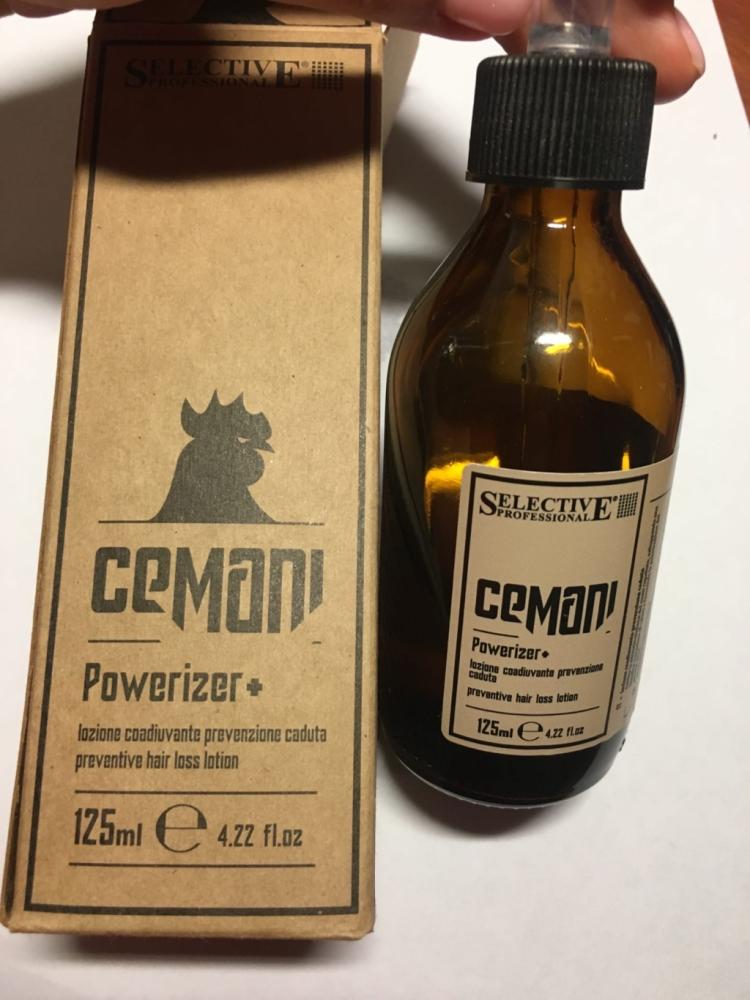 SELECTIVE®
PROFESSIONAL
CEMANI
Powerizer+
lozione coadiuvante prevenzione caduta
preventive hair loss lotion
125ml e 4.22 fl.oz
SELECTIVE®
PROFESSIONAL
CEMANI
Powerizer+
lozione coadiuvante prevenzione
caduta
preventive hair loss lotion
125ml e 4.22 fl.oz